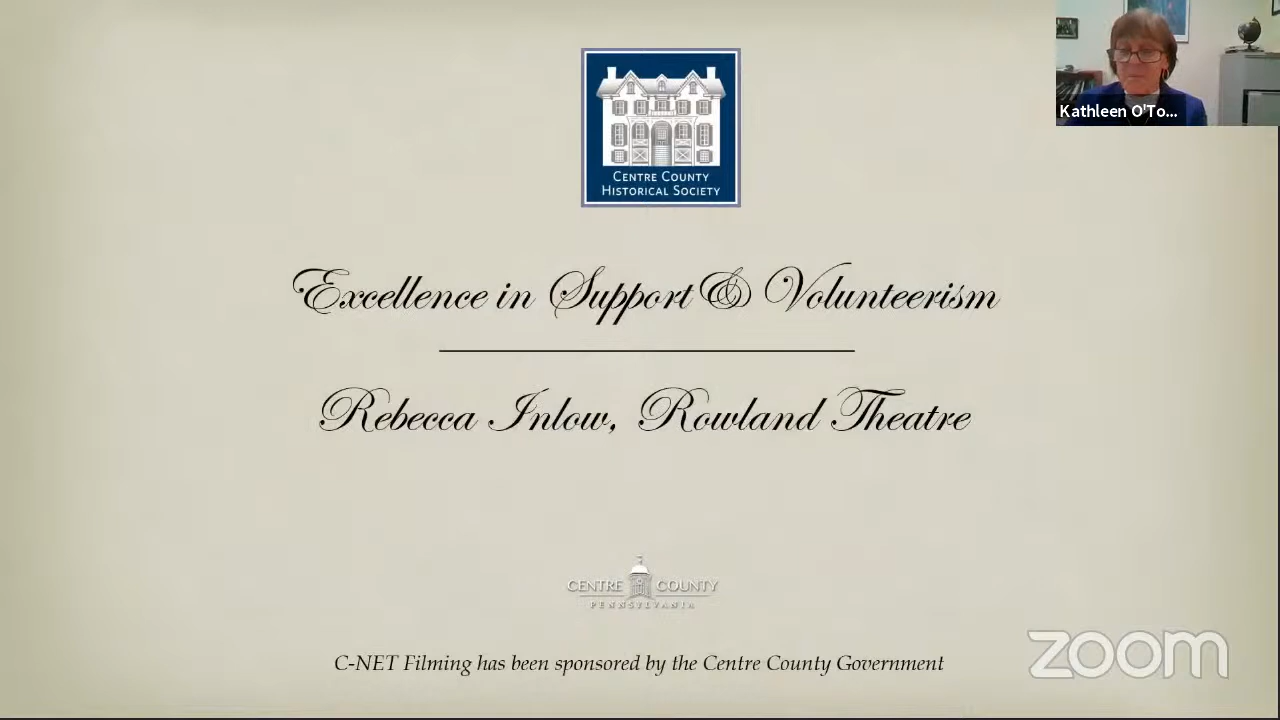 CENTRE COUNTY
HISTORICAL SOCIETY
Kathleen O'To...
Excellence in Support & Volunteerism
Rebecca Inlow, Rowland Theatre
CENTRE COUNTY
PENNSYLVANIA
C-NET Filming has been sponsored by the Centre County Government
zoom